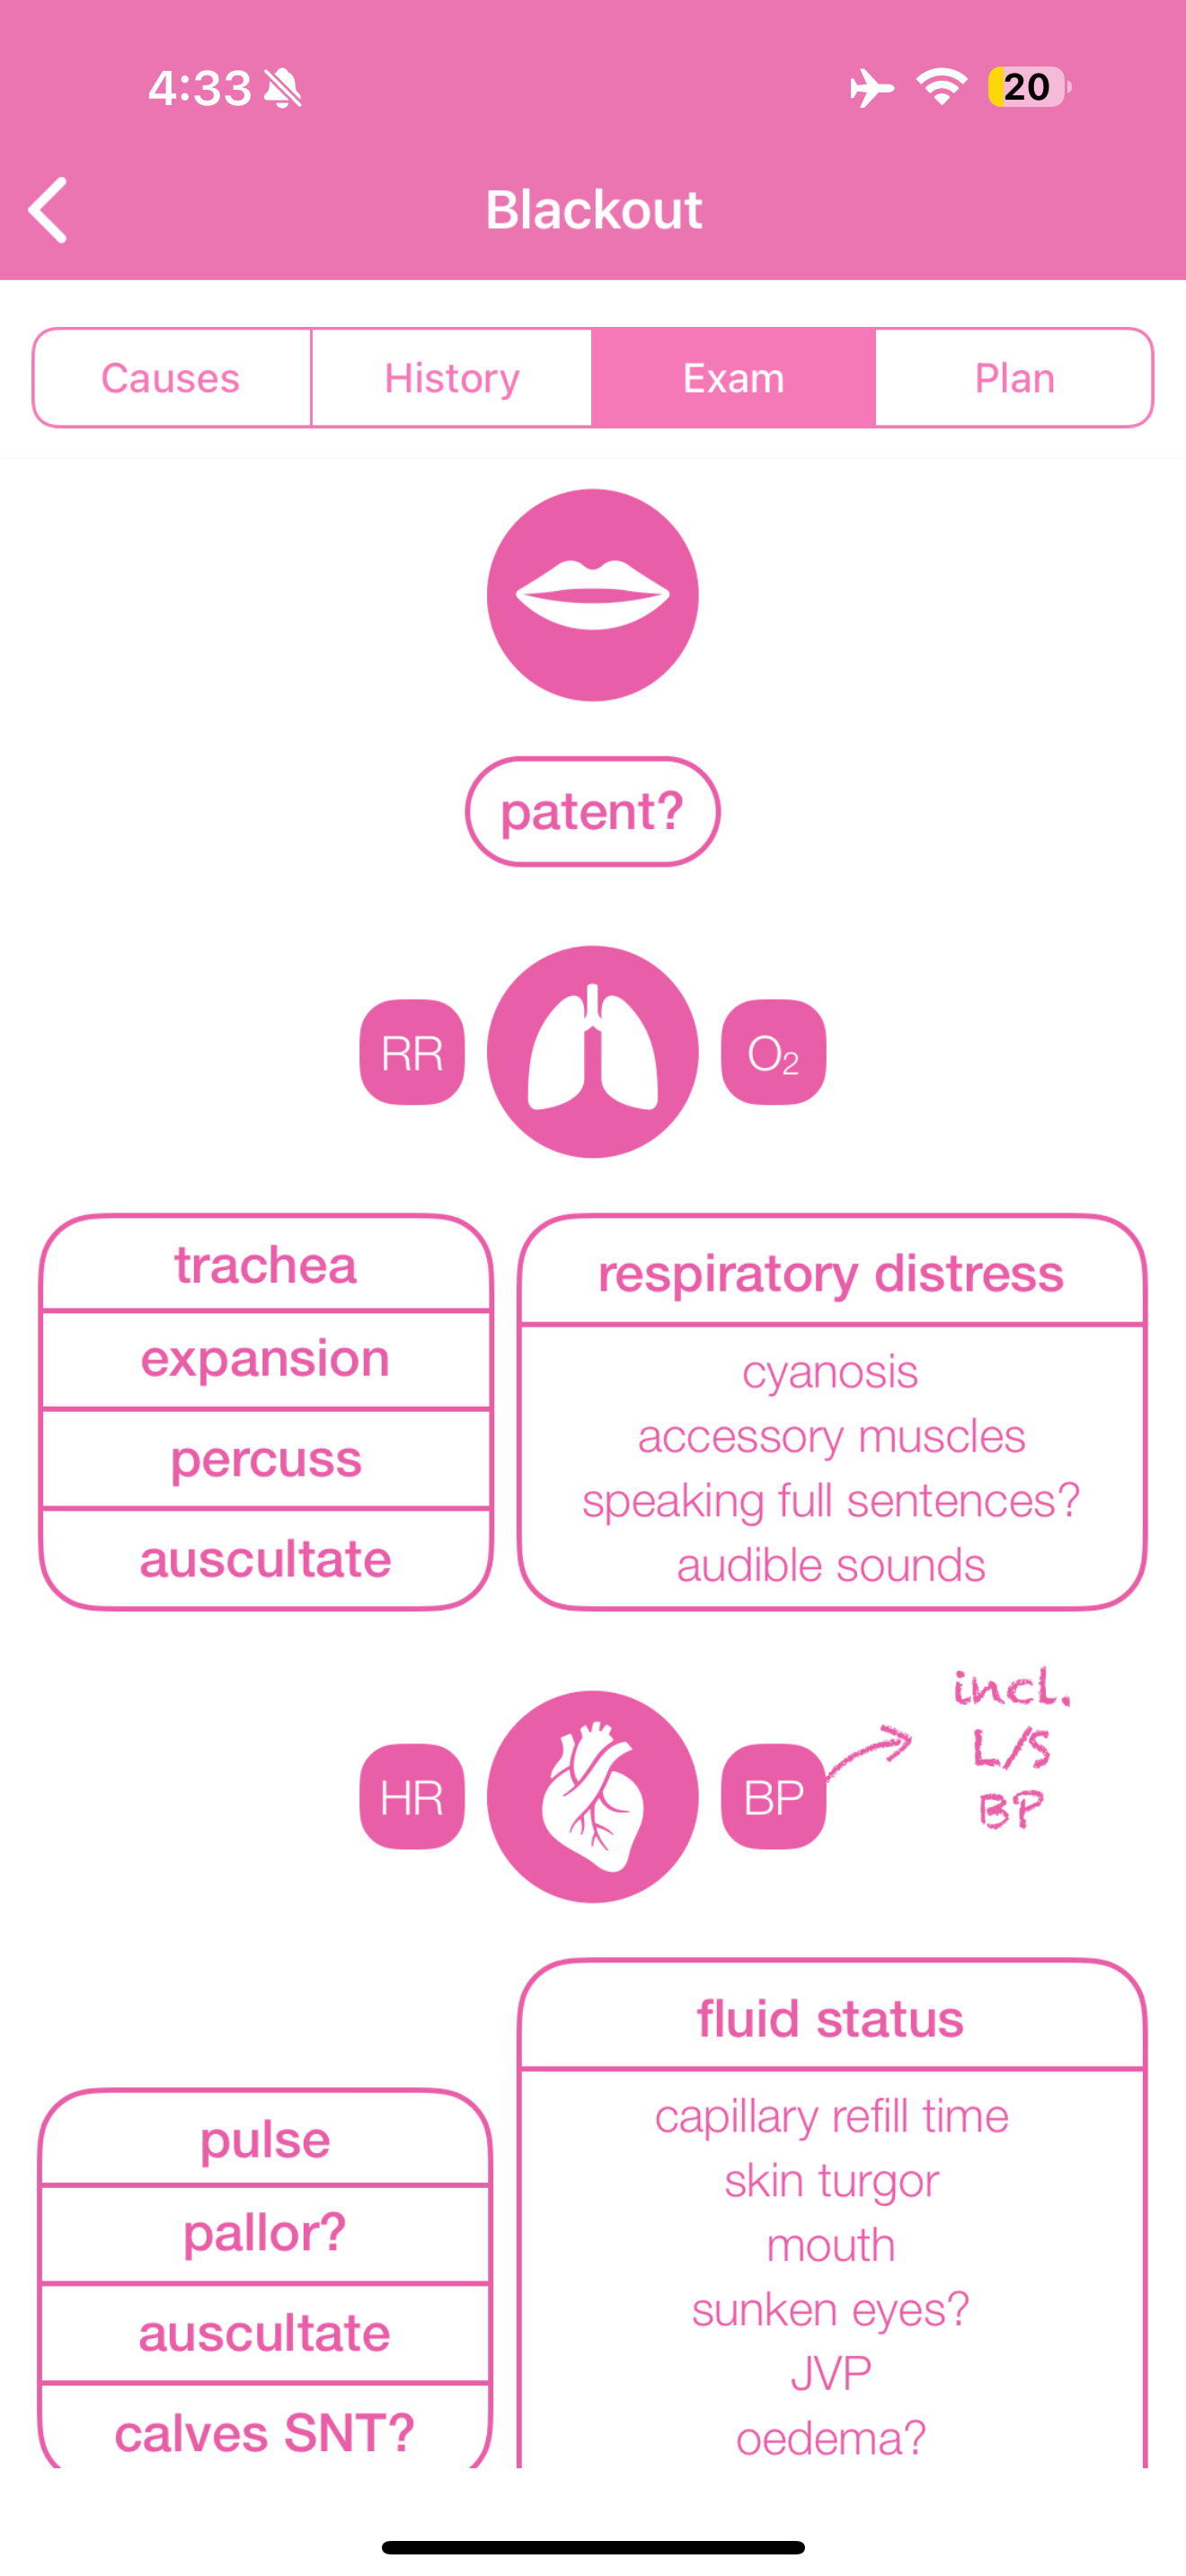 4:33
20
Blackout
Causes History Exam Plan
patent?
RR O₂
trachea
expansion
percuss
auscultate
respiratory distress
cyanosis
accessory muscles
speaking full sentences?
audible sounds
HR BP
incl.
L/S
BP
pulse
pallor?
auscultate
calves SNT?
fluid status
capillary refill time
skin turgor
mouth
sunken eyes?
JVP
oedema?